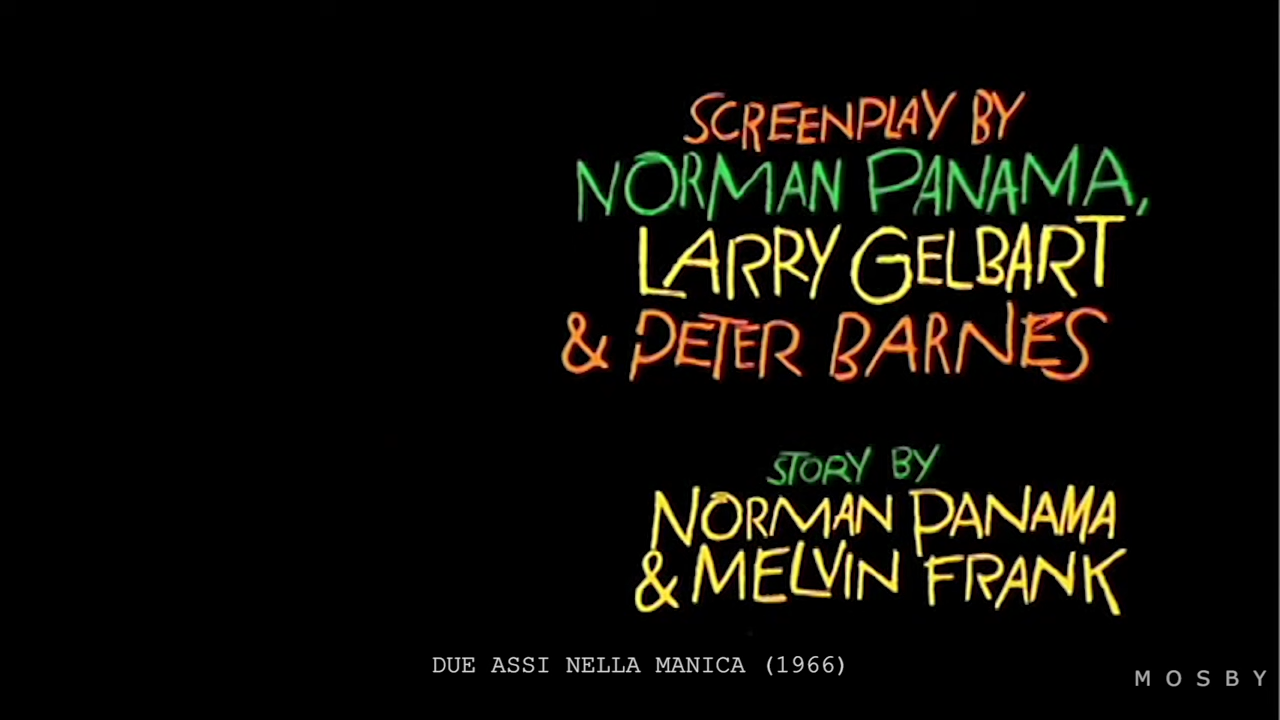 SCREENPLAY BY
NORMAN PANAMA,
LARRY GELBART
& PETER BARNES
STORY BY
NORMAN PANAMA
& MELVIN FRANK
DUE ASSI NELLA MANICA (1966)
MOSBY